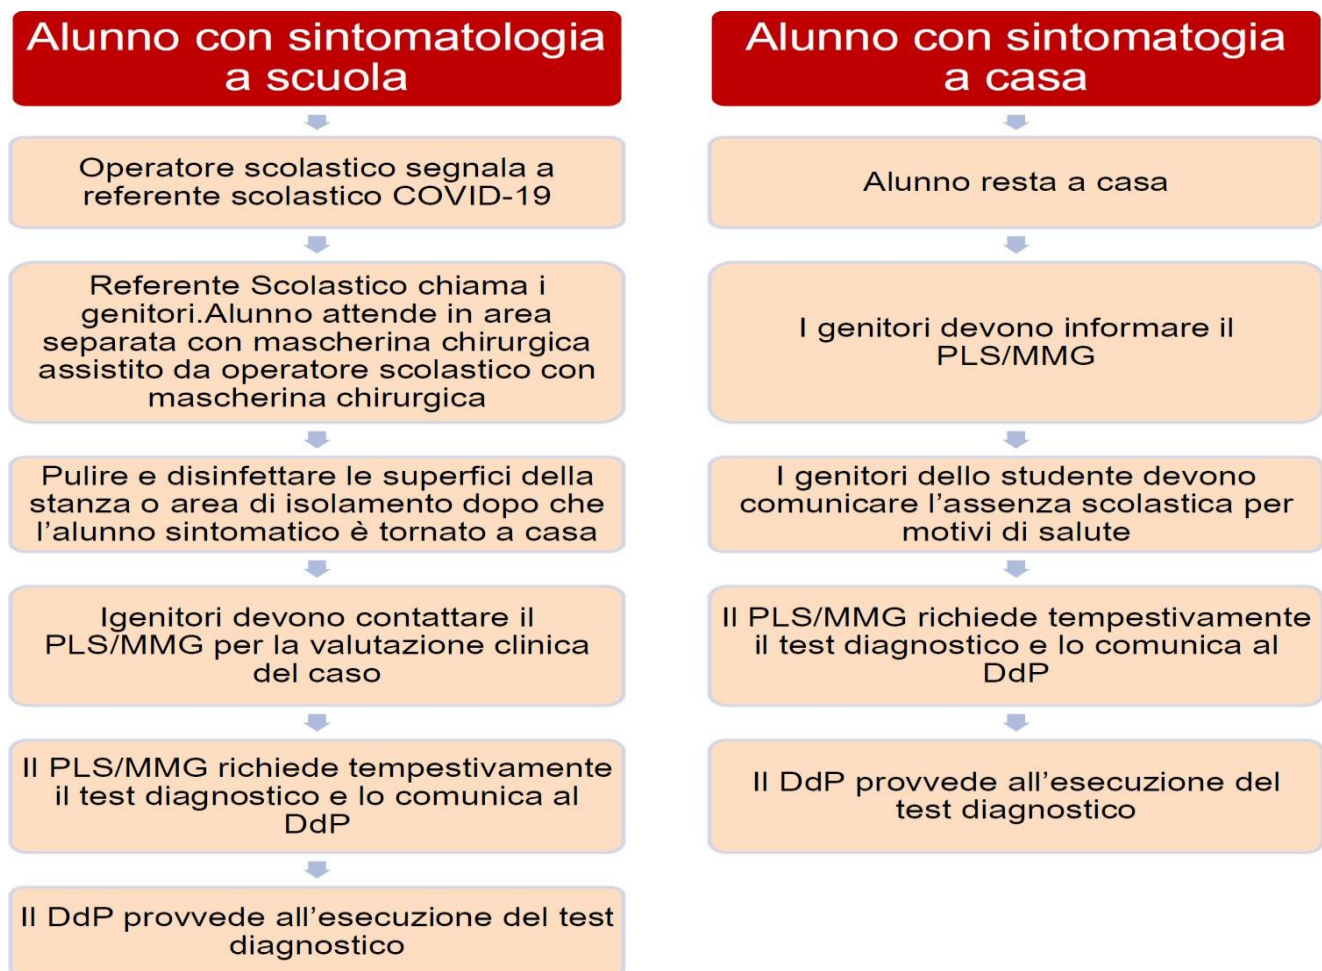 Alunno con sintomatologia
a scuola
Operatore scolastico segnala a
referente scolastico COVID-19
Referente Scolastico chiama i
genitori.Alunno attende in area
separata con mascherina chirurgica
assistito da operatore scolastico con
mascherina chirurgica
Pulire e disinfettare le superfici della
stanza o area di isolamento dopo che
l’alunno sintomatico è tornato a casa
Igenitori devono contattare il
PLS/MMG per la valutazione clinica
del caso
Il PLS/MMG richiede tempestivamente
il test diagnostico e lo comunica al
DdP
Il DdP provvede all’esecuzione del test
diagnostico
Alunno con sintomatogia
a casa
Alunno resta a casa
I genitori devono informare il
PLS/MMG
I genitori dello studente devono
comunicare l’assenza scolastica per
motivi di salute
Il PLS/MMG richiede tempestivamente
il test diagnostico e lo comunica al
DdP
Il DdP provvede all’esecuzione del
test diagnostico